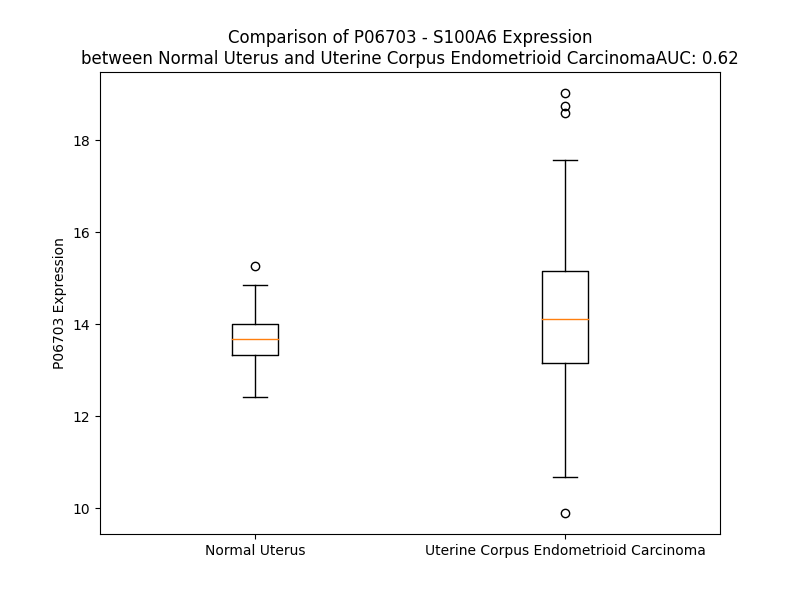 Comparison of P06703 - S100A6 Expression
between Normal Uterus and Uterine Corpus Endometrioid CarcinomaAUC: 0.62
18
16
14
12
10
P06703 Expression
Normal Uterus
Uterine Corpus Endometrioid Carcinoma